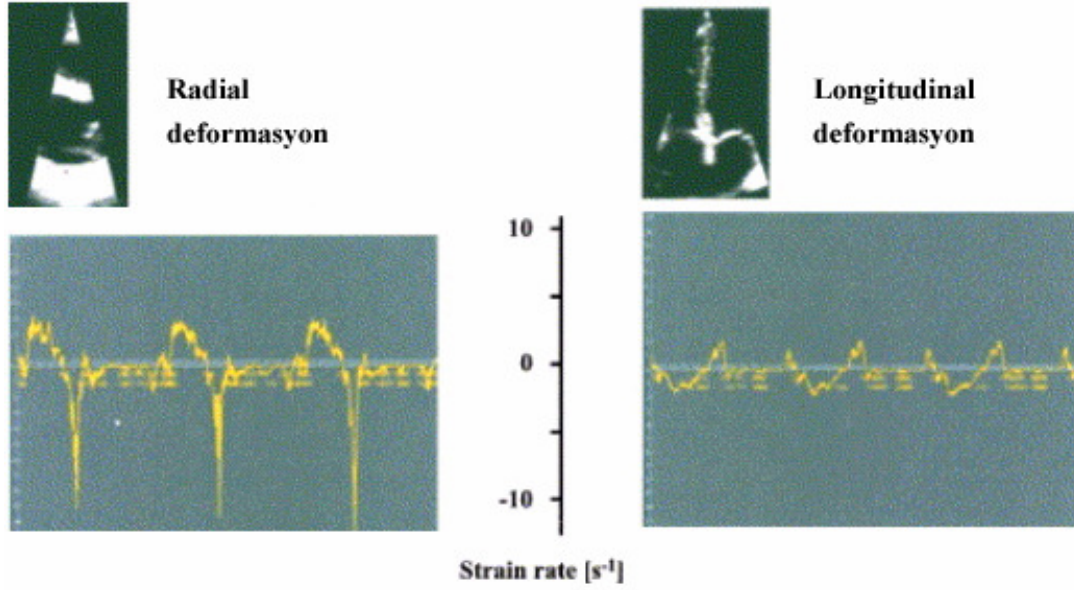 Radial
deformasyon
Longitudinal
deformasyon
10
0
-10
Strain rate [s⁻¹]